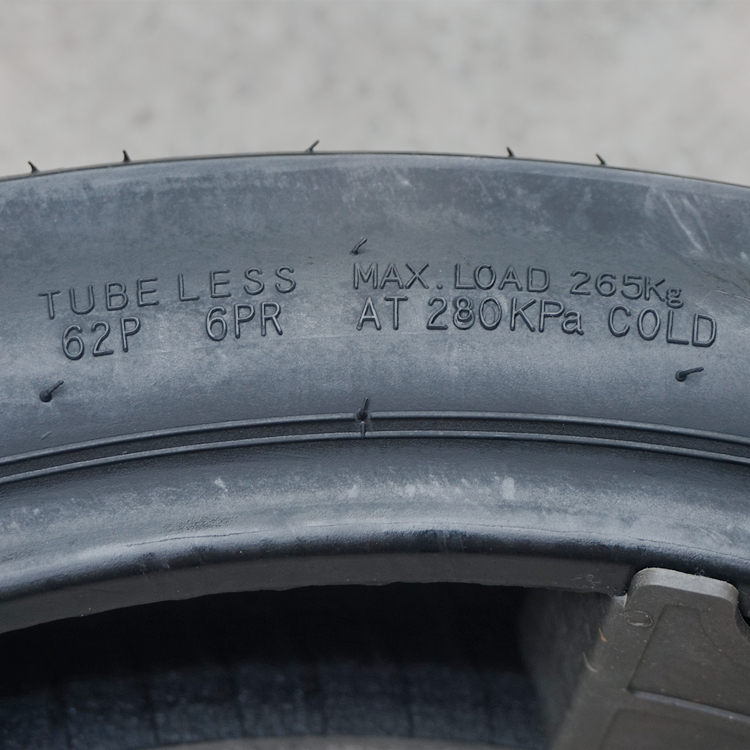 TUBELESS MAX. LOAD 265Kg
62P 6PR AT 280KPa COLD